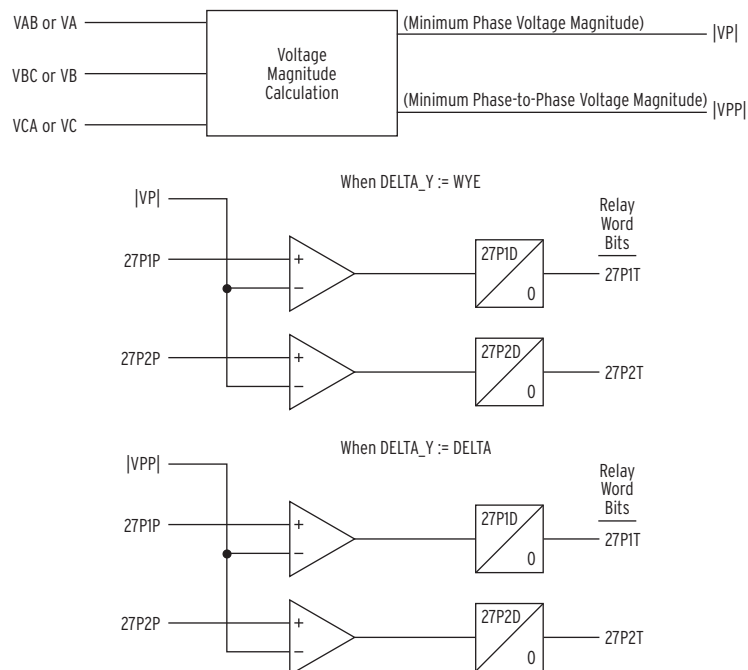 VAB or VA
VBC or VB
VCA or VC
Voltage
Magnitude
Calculation
(Minimum Phase Voltage Magnitude)
|VP|
(Minimum Phase-to-Phase Voltage Magnitude)
|VPP|
When DELTA_Y := WYE
|VP|
Relay
Word
Bits
27P1P
+
−
27P1D
0
27P1T
27P2P
+
−
27P2D
0
27P2T
When DELTA_Y := DELTA
|VPP|
Relay
Word
Bits
27P1P
+
−
27P1D
0
27P1T
27P2P
+
−
27P2D
0
27P2T